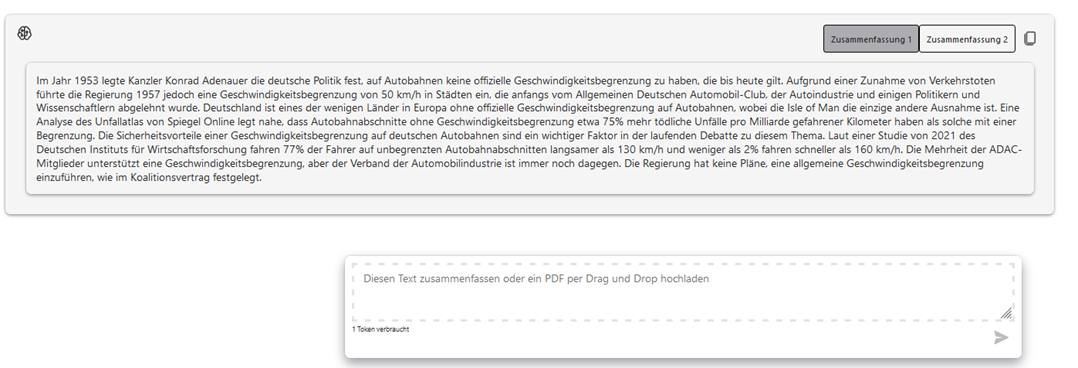 Zusammenfassung 1 Zusammenfassung 2
Im Jahr 1953 legte Kanzler Konrad Adenauer die deutsche Politik fest, auf Autobahnen keine offizielle Geschwindigkeitsbegrenzung zu haben, die bis heute gilt. Aufgrund einer Zunahme von Verkehrstoten
führte die Regierung 1957 jedoch eine Geschwindigkeitsbegrenzung von 50 km/h in Städten ein, die anfangs vom Allgemeinen Deutschen Automobil-Club, der Autoindustrie und einigen Politikern und
Wissenschaftlern abgelehnt wurde. Deutschland ist eines der wenigen Länder in Europa ohne offizielle Geschwindigkeitsbegrenzung auf Autobahnen, wobei die Isle of Man die einzige andere Ausnahme ist. Eine
Analyse des Unfallatlas von Spiegel Online legt nahe, dass Autobahnabschnitte ohne Geschwindigkeitsbegrenzung etwa 75% mehr tödliche Unfälle pro Milliarde gefahrener Kilometer haben als solche mit einer
Begrenzung. Die Sicherheitsvorteile einer Geschwindigkeitsbegrenzung auf deutschen Autobahnen sind ein wichtiger Faktor in der laufenden Debatte zu diesem Thema. Laut einer Studie von 2021 des
Deutschen Instituts für Wirtschaftsforschung fahren 77% der Fahrer auf unbegrenzten Autobahnabschnitten langsamer als 130 km/h und weniger als 2% fahren schneller als 160 km/h. Die Mehrheit der ADAC-
Mitglieder unterstützt eine Geschwindigkeitsbegrenzung, aber der Verband der Automobilindustrie ist immer noch dagegen. Die Regierung hat keine Pläne, eine allgemeine Geschwindigkeitsbegrenzung
einzuführen, wie im Koalitionsvertrag festgelegt.
Diesen Text zusammenfassen oder ein PDF per Drag und Drop hochladen
1 Token verbraucht